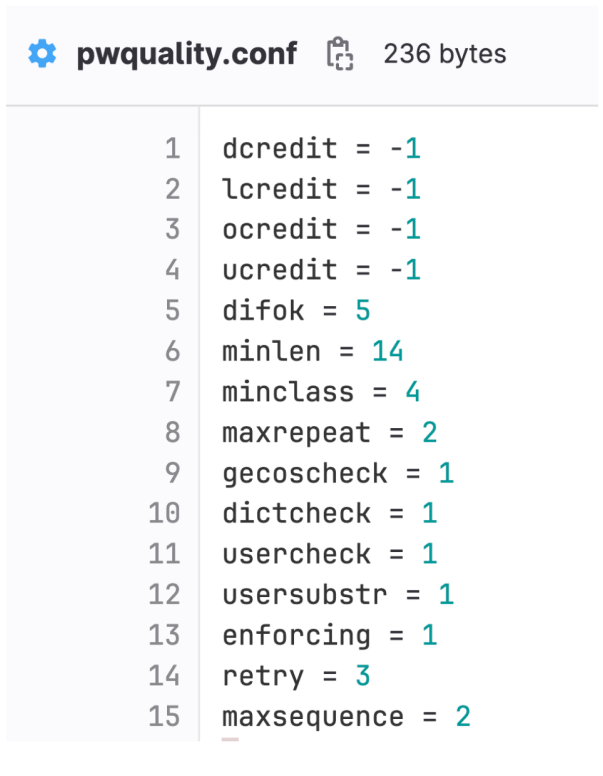 pwquality.conf 236 bytes
1 dcredit = -1
2 lcredit = -1
3 ocredit = -1
4 ucredit = -1
5 difok = 5
6 minlen = 14
7 minclass = 4
8 maxrepeat = 2
9 gecoscheck = 1
10 dictcheck = 1
11 usercheck = 1
12 usersubstr = 1
13 enforcing = 1
14 retry = 3
15 maxsequence = 2